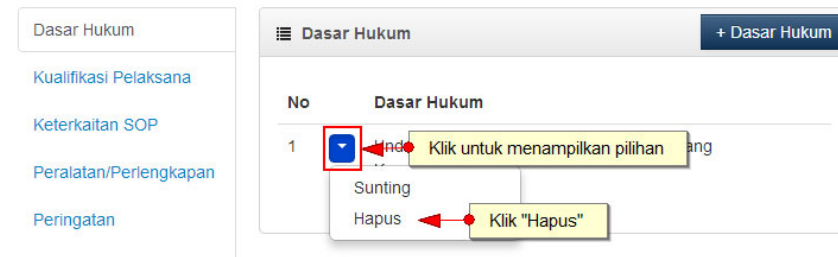 Dasar Hukum
Kualifikasi Pelaksana
Keterkaitan SOP
Peralatan/Perlengkapan
Peringatan
Dasar Hukum
+ Dasar Hukum
No Dasar Hukum
1
Klik untuk menampilkan pilihan
Sunting
Hapus
Klik "Hapus"